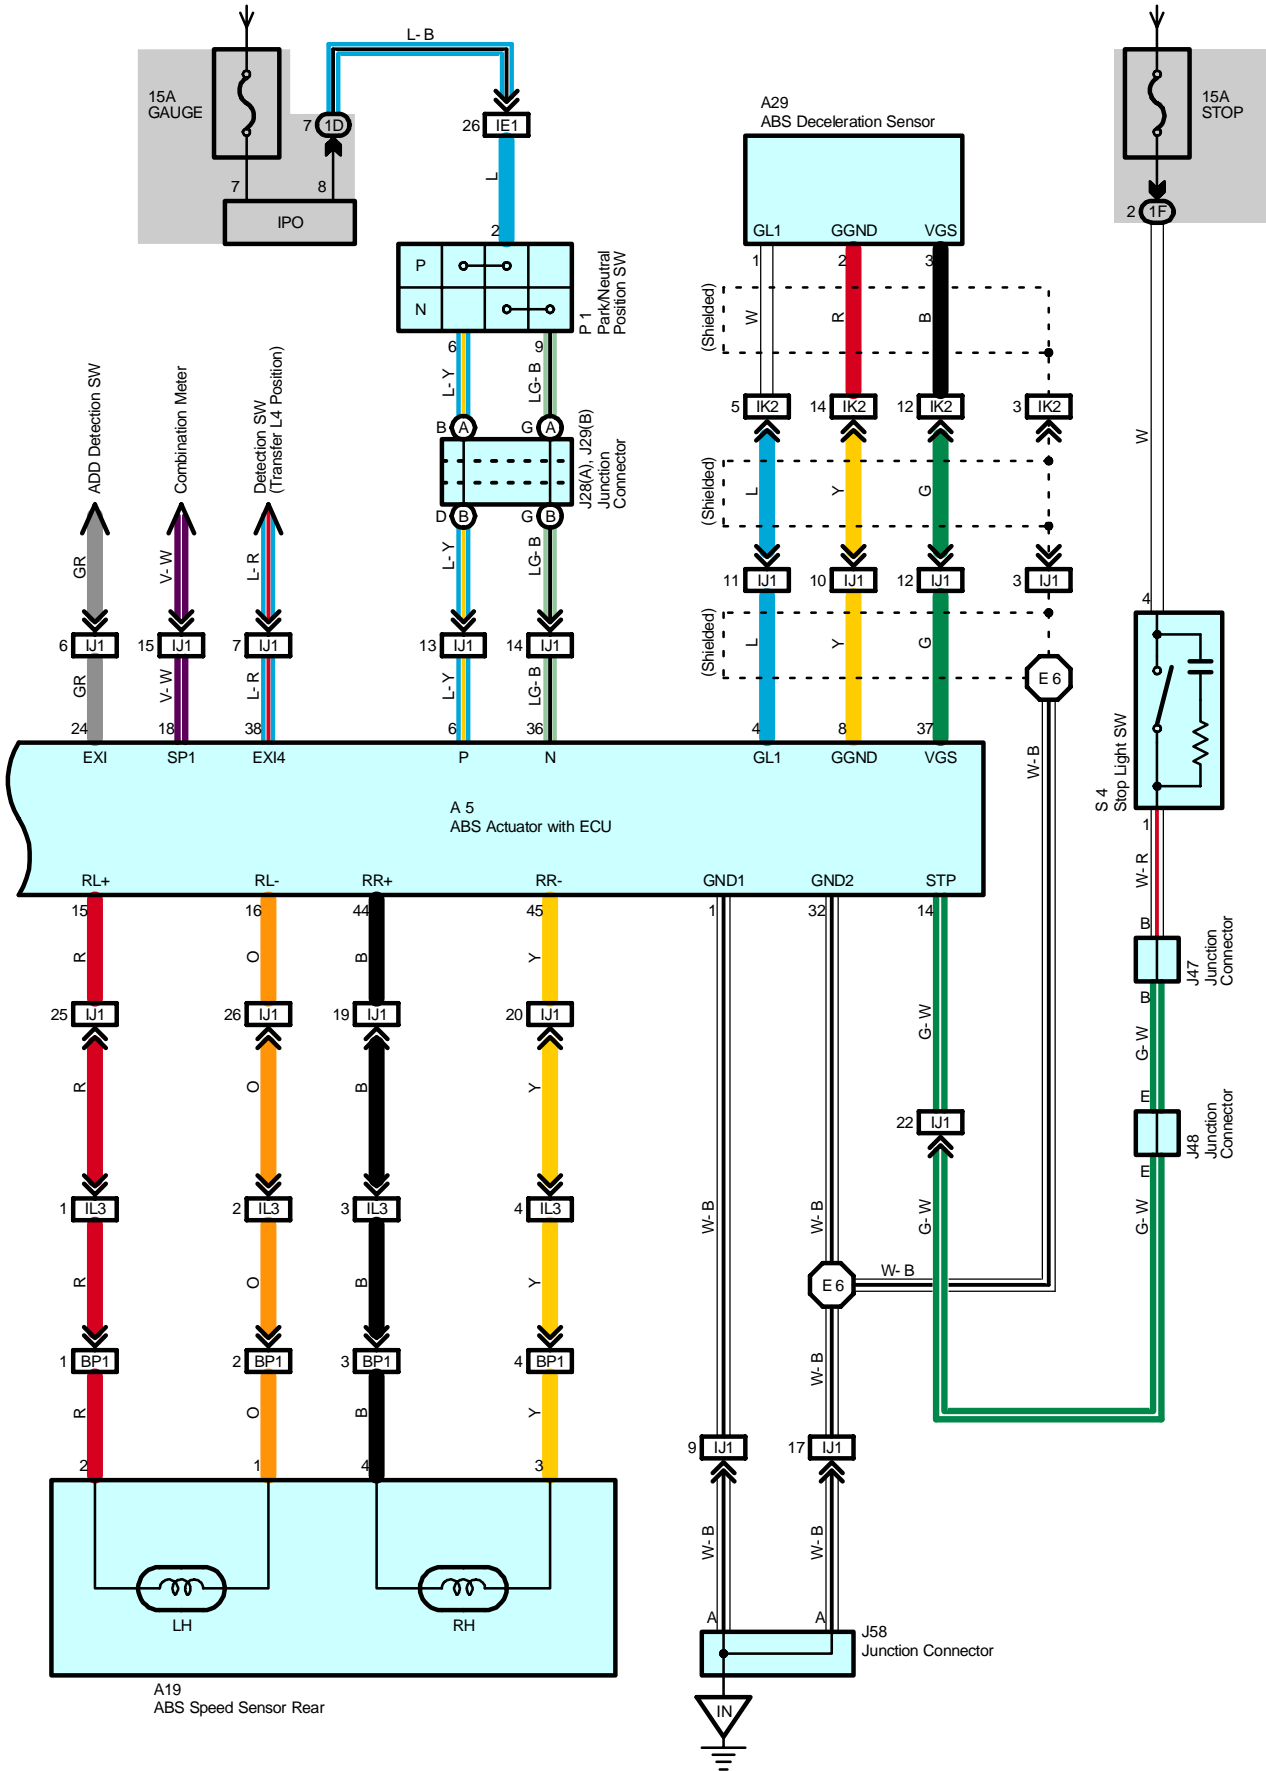 L- B
15A
GAUGE
7
1D
7
8
IPO
26
IE1
L
2
P
N
P 1
Park/Neutral
Position SW
6
9
L- Y
LG- B
B
A
G
A
J28(A), J29(B)
Junction
Connector
D
B
G
B
L- Y
LG- B
A29
ABS Deceleration Sensor
GL1
GGND
VGS
1
2
3
(Shielded)
W
R
B
5
IK2
14
IK2
12
IK2
3
IK2
(Shielded)
L
Y
G
11
IJ1
10
IJ1
12
IJ1
3
IJ1
(Shielded)
L
Y
G
E 6
15A
STOP
2
1F
W
4
S 4
Stop Light SW
1
W- R
B
J47
Junction
Connector
B
G- W
E
J48
Junction
Connector
E
G- W
ADD Detection SW
Combination Meter
Detection SW
(Transfer L4 Position)
GR
V- W
L- R
6
IJ1
15
IJ1
7
IJ1
13
IJ1
14
IJ1
GR
V- W
L- R
L- Y
LG- B
24
18
38
6
36
4
8
37
EXI
SP1
EXI4
P
N
GL1
GGND
VGS
W- B
A 5
ABS Actuator with ECU
RL+
RL-
RR+
RR-
GND1
GND2
STP
15
16
44
45
1
32
14
R
O
B
Y
25
IJ1
26
IJ1
19
IJ1
20
IJ1
G- W
R
O
B
Y
22
IJ1
1
IL3
2
IL3
3
IL3
4
IL3
W- B
W- B
G- W
R
O
B
Y
E 6
W- B
1
BP1
2
BP1
3
BP1
4
BP1
W- B
R
O
B
Y
9
IJ1
17
IJ1
2
1
4
3
W- B
W- B
LH
RH
A
A
J58
Junction Connector
A19
ABS Speed Sensor Rear
IN